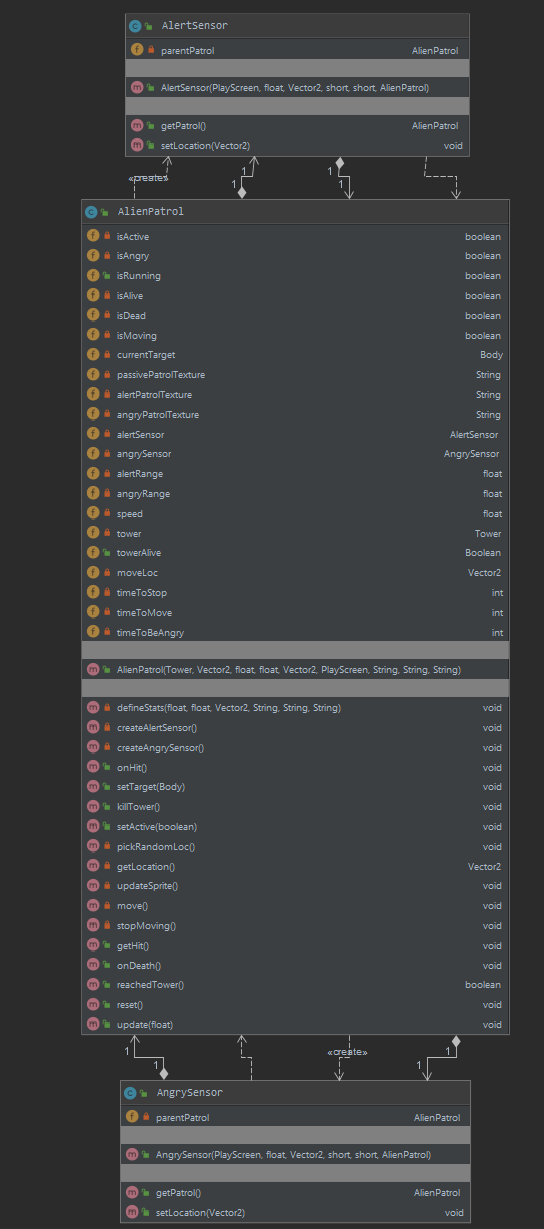 AlertSensor
parentPatrol AlienPatrol
AlertSensor(PlayScreen, float, Vector2, short, short, AlienPatrol)
getPatrol() AlienPatrol
setLocation(Vector2) void
«create»
1
1
1
1
AlienPatrol
isActive boolean
isAngry boolean
isRunning boolean
isAlive boolean
isDead boolean
isMoving boolean
currentTarget Body
passivePatrolTexture String
alertPatrolTexture String
angryPatrolTexture String
alertSensor AlertSensor
angrySensor AngrySensor
alertRange float
angryRange float
speed float
tower Tower
towerAlive Boolean
moveLoc Vector2
timeToStop int
timeToMove int
timeToBeAngry int
AlienPatrol(Tower, Vector2, float, float, Vector2, PlayScreen, String, String, String)
defineStats(float, float, Vector2, String, String, String) void
createAlertSensor() void
createAngrySensor() void
onHit() void
setTarget(Body) void
killTower() void
setActive(boolean) void
pickRandomLoc() void
getLocation() Vector2
updateSprite() void
move() void
stopMoving() void
getHit() void
onDeath() void
reachedTower() boolean
reset() void
update(float) void
1
«create»
1
1
1
AngrySensor
parentPatrol AlienPatrol
AngrySensor(PlayScreen, float, Vector2, short, short, AlienPatrol)
getPatrol() AlienPatrol
setLocation(Vector2) void